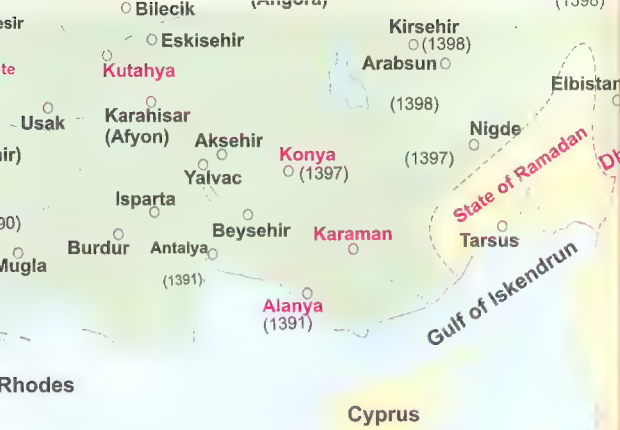 (Angora)
(1398)
Bilecik
esir
Kirsehir
(1398)
Eskisehir
Arabsun
te
Kutahya
Elbistan
(1398)
Karahisar
(Afyon)
Usak
Nigde
Aksehir
Konya
(1397)
(1397)
Yalvac
State of Ramadan
Dh
ir)
Isparta
90)
Beysehir
Karaman
Burdur
Antalya
Tarsus
Mugla
(1391)
Alanya
(1391)
Gulf of Iskendrun
Rhodes
Cyprus